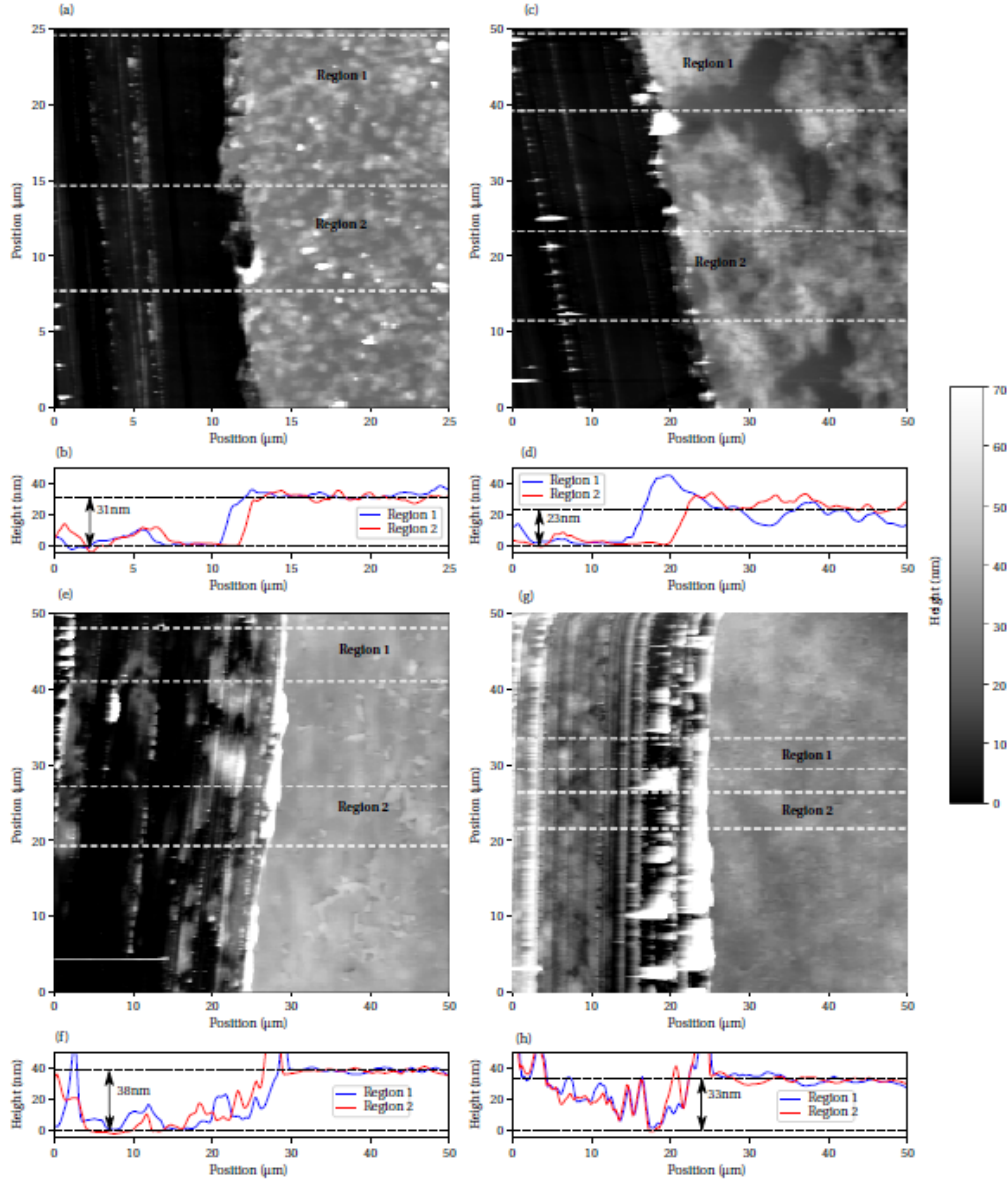 (a)
25
20
15
10
5
0
Position (μm)
Region 1
Region 2
0 5 10 15 20 25
Position (μm)
(c)
50
40
30
20
10
0
Position (μm)
Region 1
Region 2
0 10 20 30 40 50
Position (μm)
(b)
40
20
0
Height (nm)
31nm
Region 1
Region 2
0 5 10 15 20 25
Position (μm)
(d)
40
20
0
Height (nm)
Region 1
Region 2
23nm
0 10 20 30 40 50
Position (μm)
70
60
50
40
30
20
10
0
Height (nm)
(e)
50
40
30
20
10
0
Position (μm)
Region 1
Region 2
0 10 20 30 40 50
Position (μm)
(g)
50
40
30
20
10
0
Position (μm)
Region 1
Region 2
0 10 20 30 40 50
Position (μm)
(f)
40
20
0
Height (nm)
38nm
Region 1
Region 2
0 10 20 30 40 50
Position (μm)
(h)
40
20
0
Height (nm)
33nm
Region 1
Region 2
0 10 20 30 40 50
Position (μm)